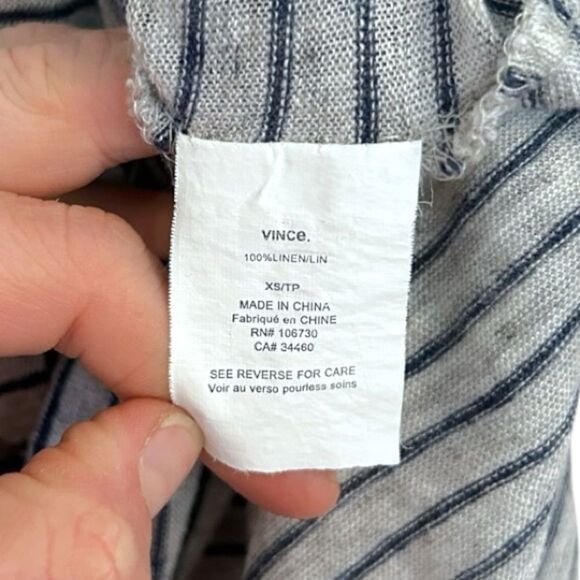 VINCe.
100%LINEN/LIN
XS/TP
MADE IN CHINA
Fabriqué en CHINE
RN# 106730
CA# 34460
SEE REVERSE FOR CARE
Voir au verso pourless soins